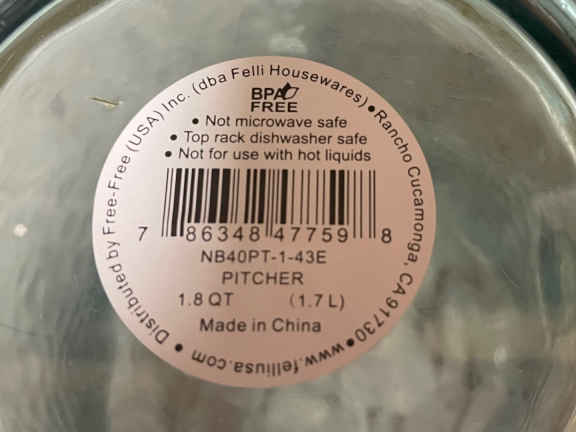 Distributed by Free-Free (USA) Inc. (dba Felli Housewares) • Rancho Cucamonga, CA 91730 • www.felliusa.com •
BPA
FREE
• Not microwave safe
• Top rack dishwasher safe
• Not for use with hot liquids
7 86348 47759 8
NB40PT-1-43E
PITCHER
1.8 QT (1.7 L)
Made in China